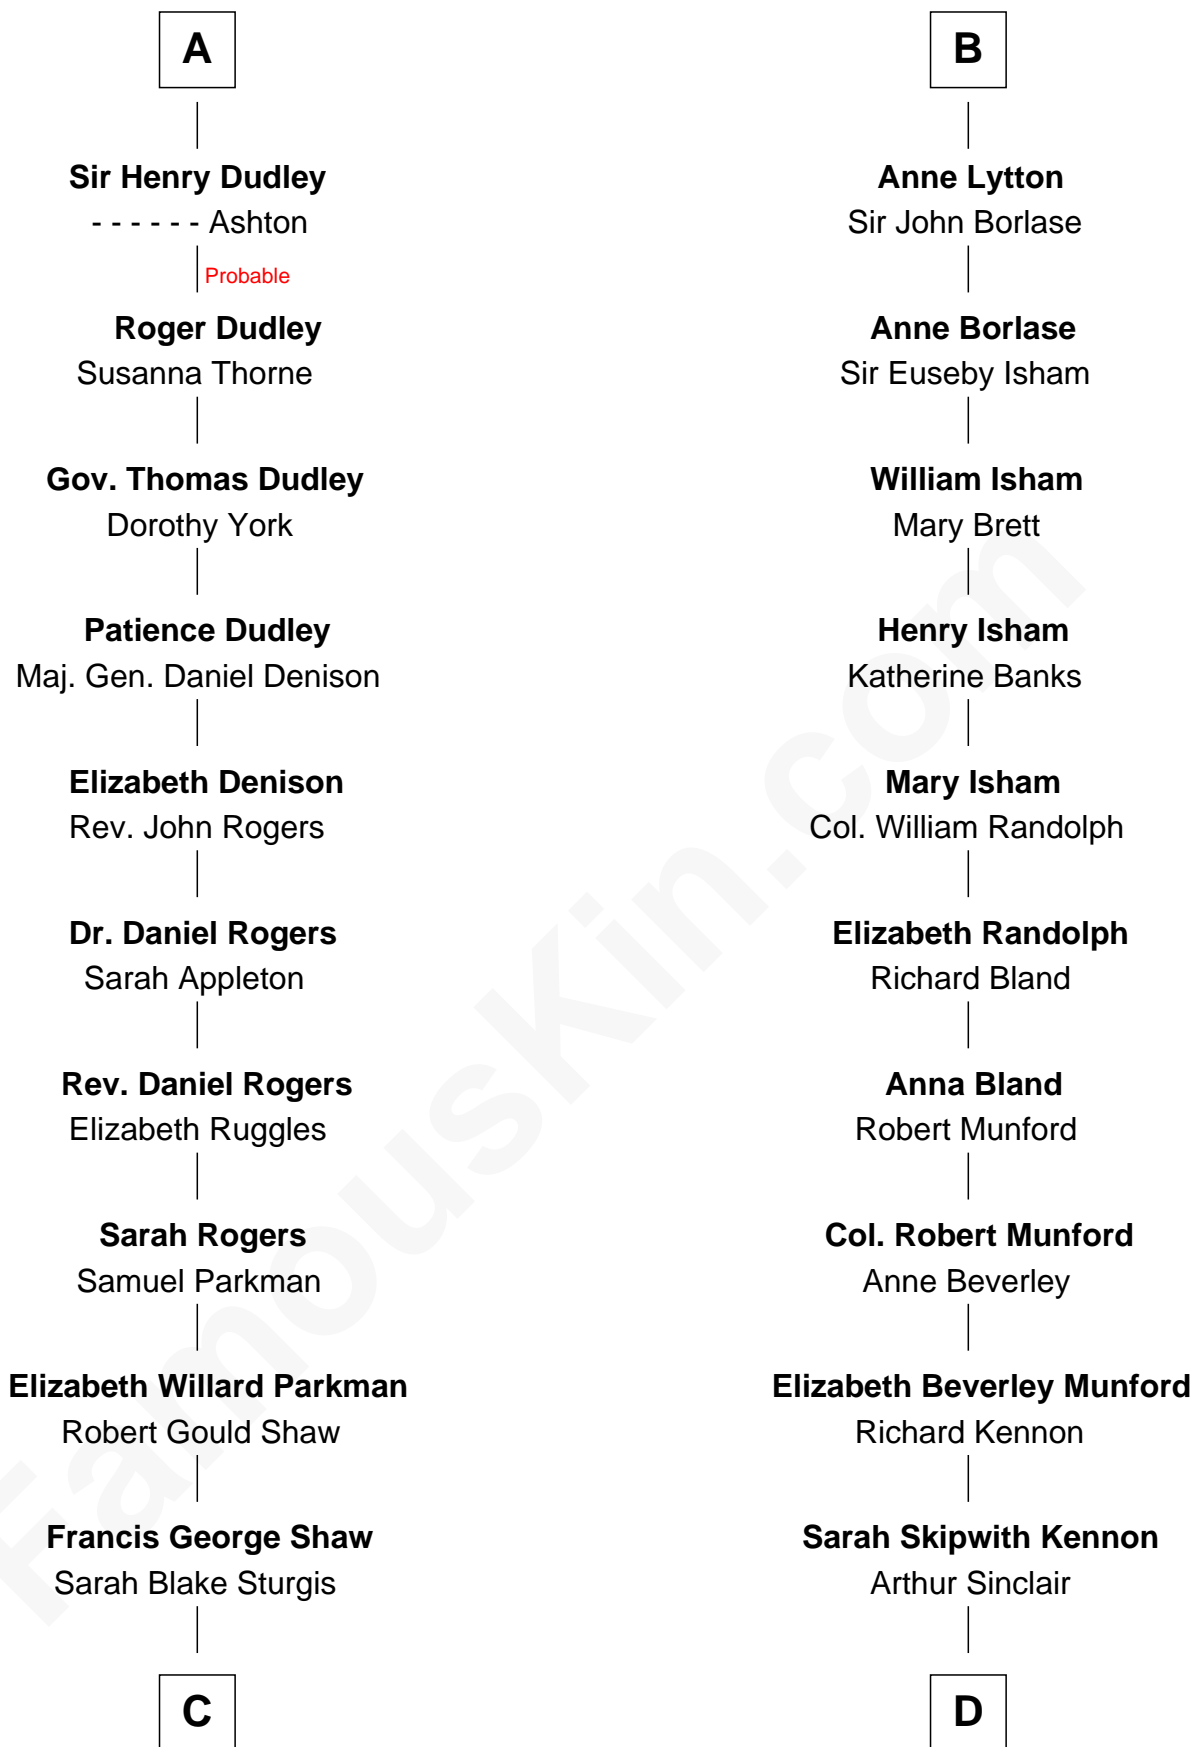 A
Sir Henry Dudley
- - - - - - Ashton
Probable
Roger Dudley
Susanna Thorne
Gov. Thomas Dudley
Dorothy York
Patience Dudley
Maj. Gen. Daniel Denison
Elizabeth Denison
Rev. John Rogers
Dr. Daniel Rogers
Sarah Appleton
Rev. Daniel Rogers
Elizabeth Ruggles
Sarah Rogers
Samuel Parkman
Elizabeth Willard Parkman
Robert Gould Shaw
Francis George Shaw
Sarah Blake Sturgis
C
B
Anne Lytton
Sir John Borlase
Anne Borlase
Sir Euseby Isham
William Isham
Mary Brett
Henry Isham
Katherine Banks
Mary Isham
Col. William Randolph
Elizabeth Randolph
Richard Bland
Anna Bland
Robert Munford
Col. Robert Munford
Anne Beverley
Elizabeth Beverley Munford
Richard Kennon
Sarah Skipwith Kennon
Arthur Sinclair
D
FamousKin.com